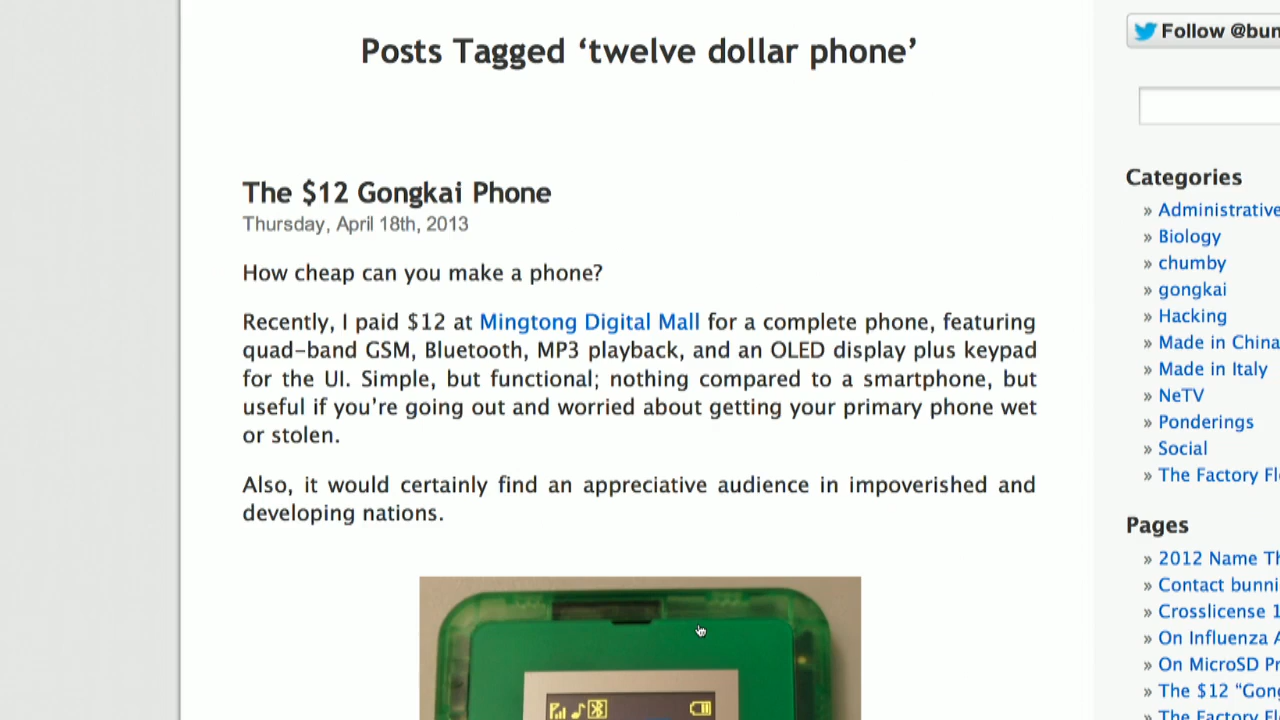 Posts Tagged ‘twelve dollar phone’
The $12 Gongkai Phone
Thursday, April 18th, 2013
How cheap can you make a phone?
Recently, I paid $12 at Mingtong Digital Mall for a complete phone, featuring
quad-band GSM, Bluetooth, MP3 playback, and an OLED display plus keypad
for the UI. Simple, but functional; nothing compared to a smartphone, but
useful if you’re going out and worried about getting your primary phone wet
or stolen.
Also, it would certainly find an appreciative audience in impoverished and
developing nations.
Follow @bun
Categories
» Administrative
» Biology
» chumby
» gongkai
» Hacking
» Made in China
» Made in Italy
» NeTV
» Ponderings
» Social
» The Factory Fl
Pages
» 2012 Name Th
» Contact bunni
» Crosslicense 1
» On Influenza A
» On MicroSD Pr
» The $12 “Gong
» The Factory Fl